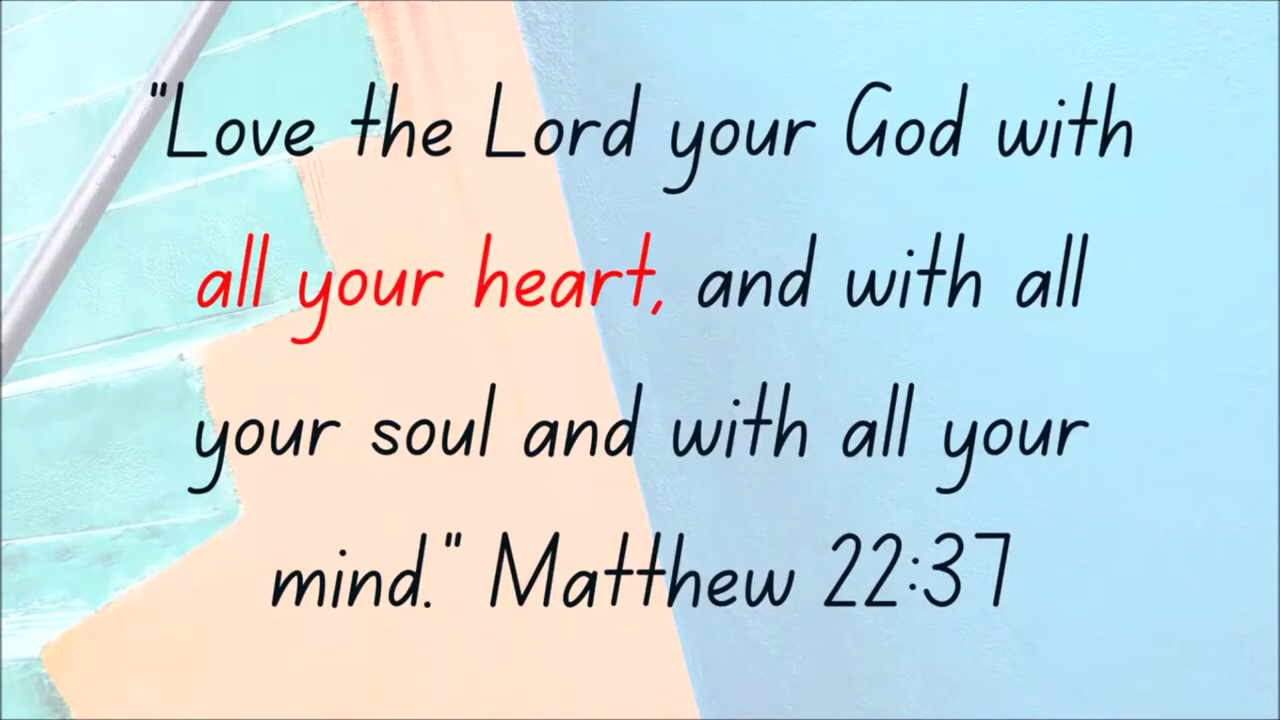 "Love the Lord your God with
all your heart, and with all
your soul and with all your
mind." Matthew 22:37